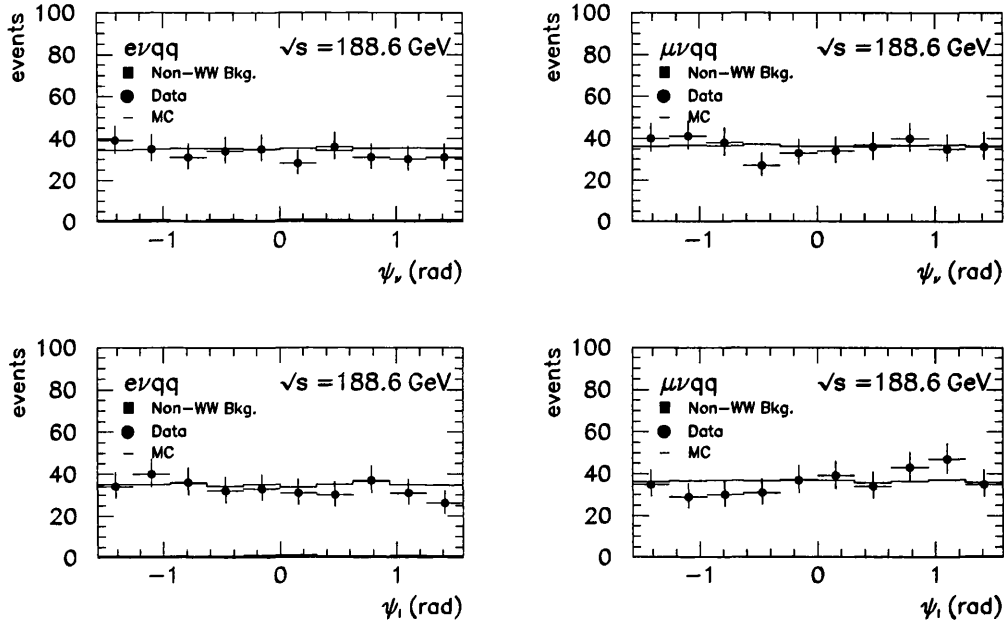 events
100
80
60
40
20
0
eνqq √s = 188.6 GeV
Non-WW Bkg.
Data
MC
-1 0 1
ψν (rad)
events
100
80
60
40
20
0
μνqq √s = 188.6 GeV
Non-WW Bkg.
Data
MC
-1 0 1
ψν (rad)
events
100
80
60
40
20
0
eνqq √s = 188.6 GeV
Non-WW Bkg.
Data
MC
-1 0 1
ψl (rad)
events
100
80
60
40
20
0
μνqq √s = 188.6 GeV
Non-WW Bkg.
Data
MC
-1 0 1
ψl (rad)